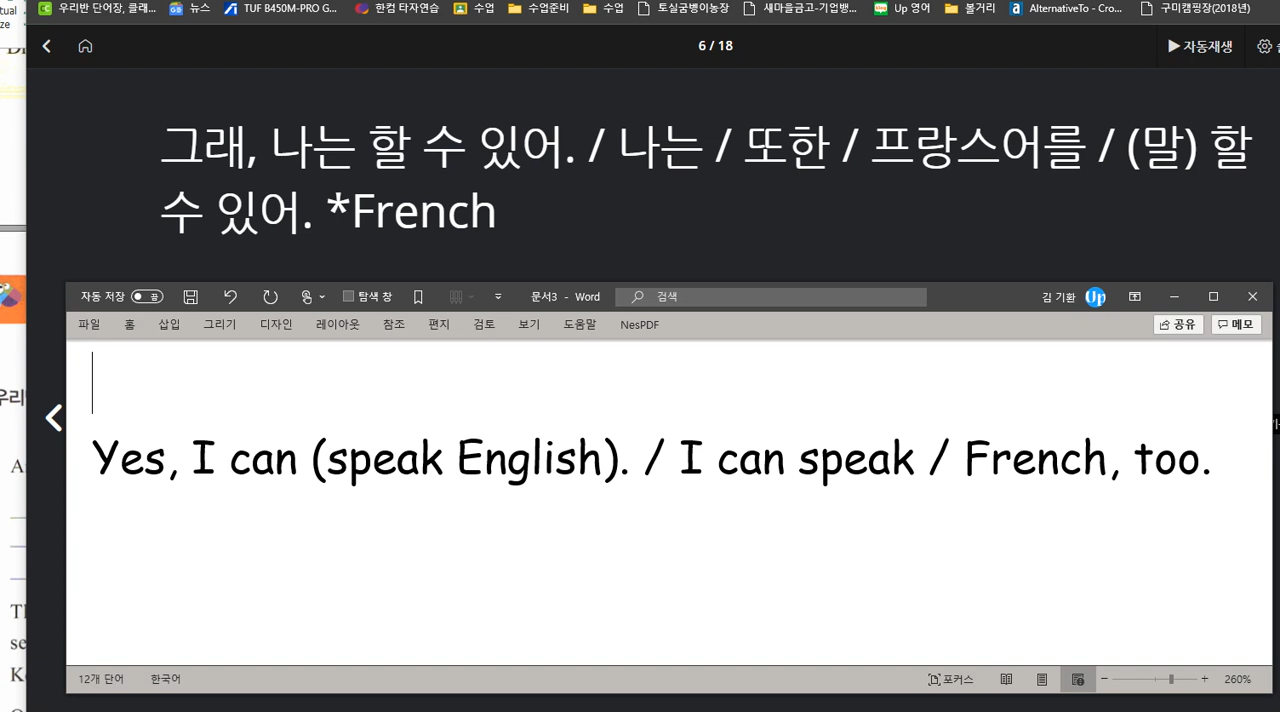 우리반 단어장, 클래... 뉴스 TUF B450M-PRO G... 한컴 타자연습 수업 수업준비 수업 토실굼벵이농장 새마을금고-기업뱅... Up 영어 볼거리 AlternativeTo - Cro... 구미캠핑장(2018년)
6 / 18 ▶자동재생
그래, 나는 할 수 있어. / 나는 / 또한 / 프랑스어를 / (말) 할
수 있어. *French
자동 저장 끔 탐색 창 문서3 - Word 검색 김 기환 Up
파일 홈 삽입 그리기 디자인 레이아웃 참조 편지 검토 보기 도움말 NesPDF 공유 메모
Yes, I can (speak English). / I can speak / French, too.
12개 단어 한국어 포커스 260%